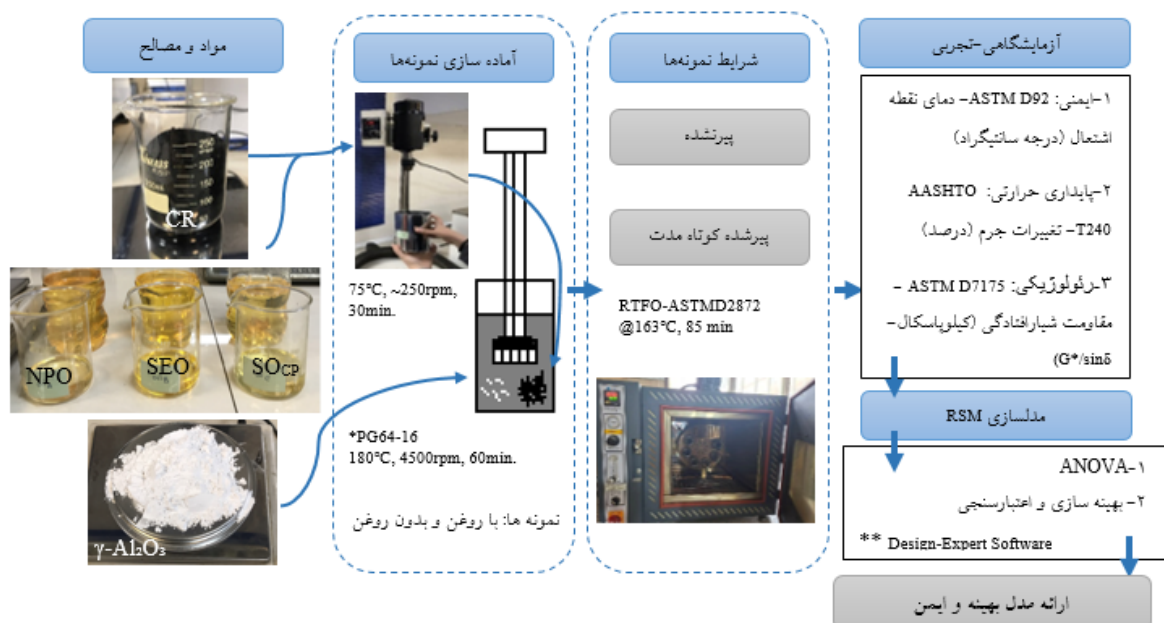 مواد و مصالح
CR
NPO
SEO
SOCP
γ-Al₂O₃
آماده سازی نمونه‌ها
75℃, ~250rpm,
30min.
*PG64-16
180℃, 4500rpm, 60min.
نمونه ها: با روغن و بدون روغن
شرایط نمونه‌ها
پیرنشده
پیرشده کوتاه مدت
RTFO-ASTMD2872
@163℃, 85 min
آزمایشگاهی-تجربی
۱-ایمنی: ASTM D92- دمای نقطه
اشتعال (درجه سانتیگراد)
۲-پایداری حرارتی: AASHTO
T240- تغییرات جرم (درصد)
۳-رئولوژیکی: ASTM D7175 -
مقاومت شیارافتادگی (کیلوپاسکال-
G*/sinδ)
مدلسازی RSM
۱-ANOVA
۲- بهینه سازی و اعتبارسنجی
** Design-Expert Software
ارائه مدل بهینه و ایمن